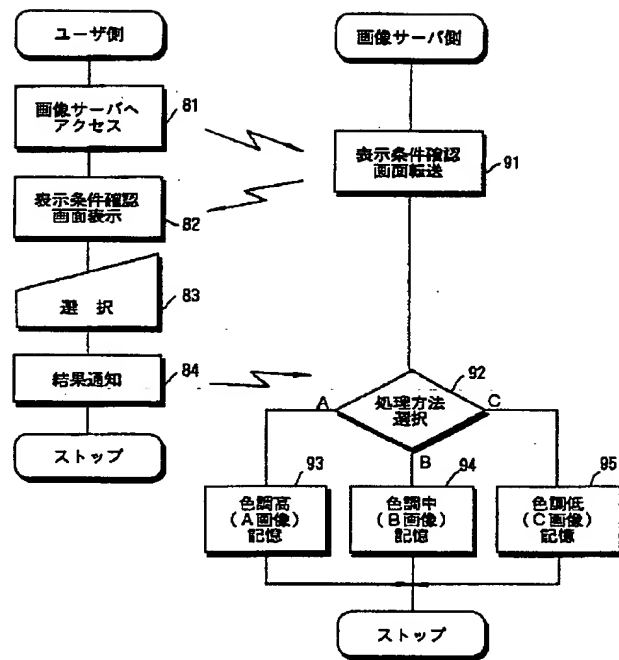 ユーザ側
画像サーバへ
アクセス
81
表示条件確認
画面表示
82
選 択
83
結果通知
84
ストップ
画像サーバ側
表示条件確認
画面転送
91
処理方法
選択
92
A
B
C
93
色調高
(A画像)
記憶
94
色調中
(B画像)
記憶
95
色調低
(C画像)
記憶
ストップ